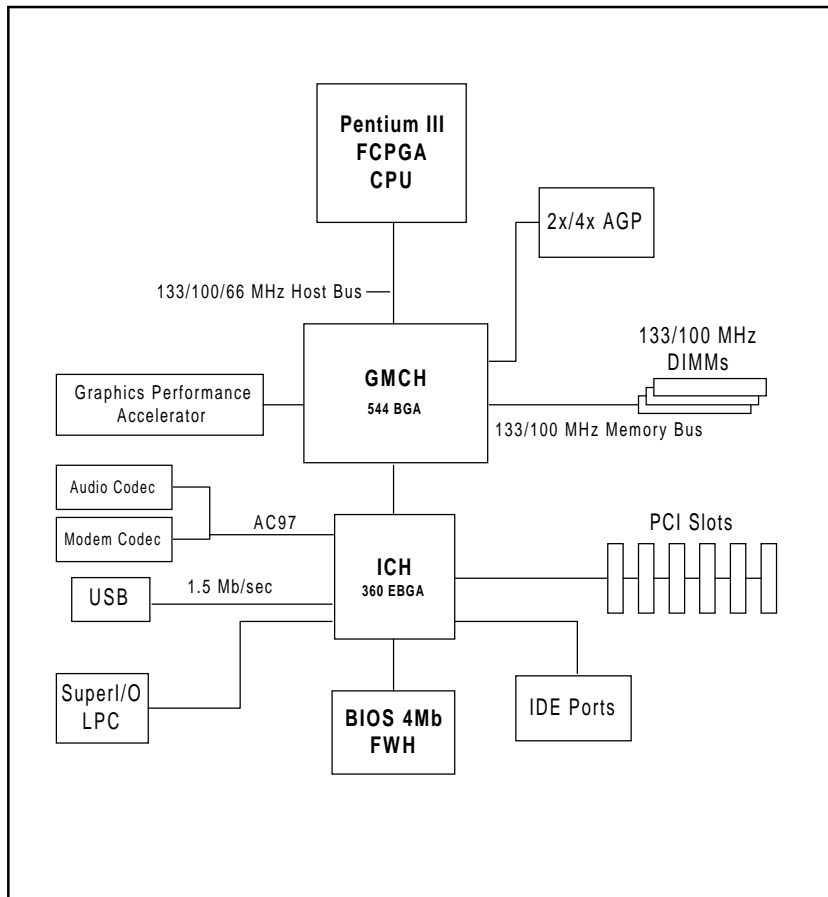 Pentium III
FCPGA
CPU
2x/4x AGP
133/100/66 MHz Host Bus
133/100 MHz
DIMMs
GMCH
544 BGA
Graphics Performance
Accelerator
133/100 MHz Memory Bus
Audio Codec
Modem Codec
AC97
PCI Slots
ICH
360 EBGA
USB
1.5 Mb/sec
SuperI/O
LPC
BIOS 4Mb
FWH
IDE Ports